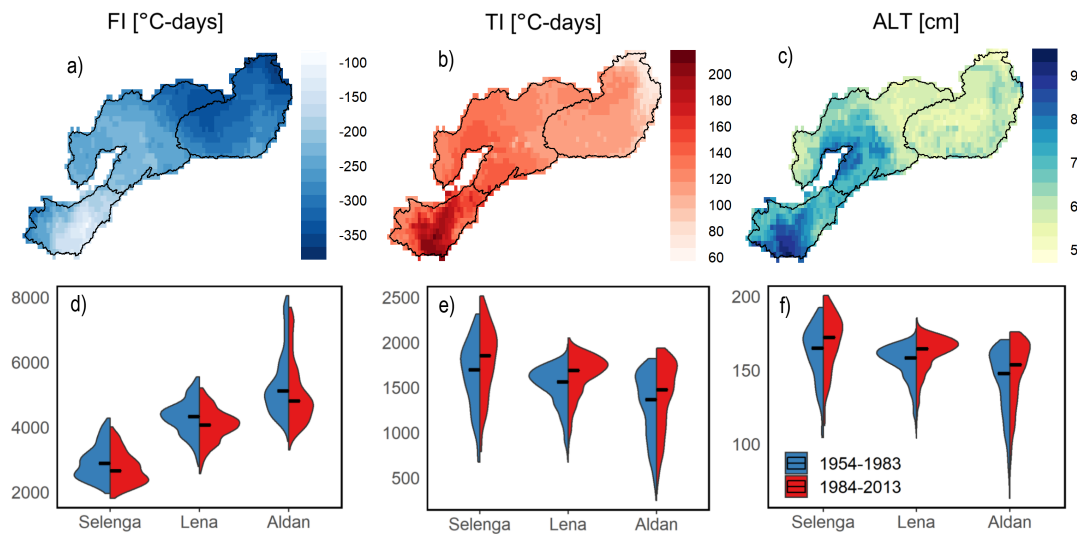 FI [°C-days]
TI [°C-days]
ALT [cm]
a)
-100
-150
-200
-250
-300
-350
b)
200
180
160
140
120
100
80
60
c)
9
8
7
6
5
d)
8000
6000
4000
2000
Selenga
Lena
Aldan
e)
2500
2000
1500
1000
500
Selenga
Lena
Aldan
f)
200
150
100
1954-1983
1984-2013
Selenga
Lena
Aldan